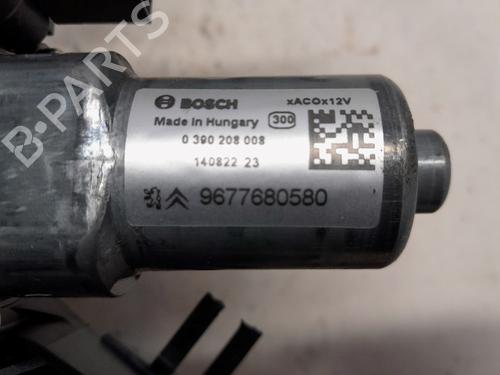 B-PARTS
BOSCH xACOx12V
Made in Hungary 300
0 390 208 008
140822 23
9677680580